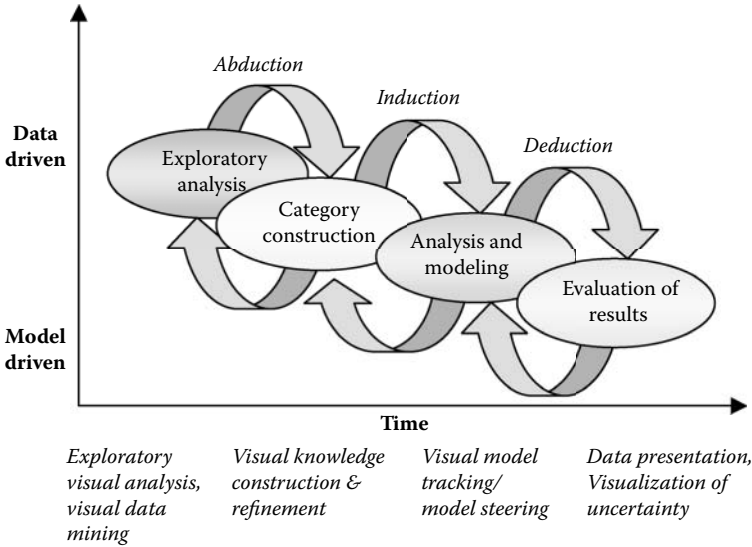 Abduction
Induction
Deduction
Data
driven
Exploratory
analysis
Category
construction
Analysis and
modeling
Evaluation of
results
Model
driven
Time
Exploratory
visual analysis,
visual data
mining
Visual knowledge
construction &
refinement
Visual model
tracking/
model steering
Data presentation,
Visualization of
uncertainty